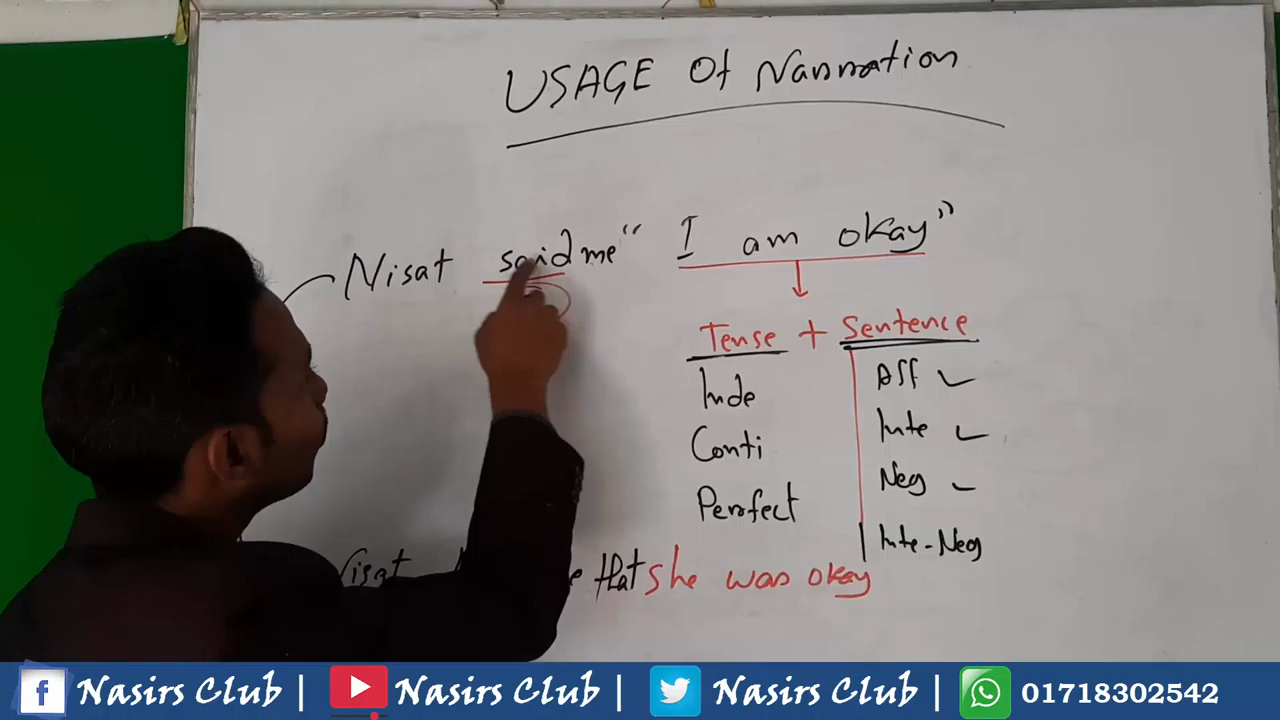 USAGE Of Narration
Nisat said me “ I am okay”
Tense + Sentence
Inde Aff
Conti Inte
Perfect Neg
Inte-Neg
Nisat that she was okay
Nasirs Club | Nasirs Club | Nasirs Club | 01718302542